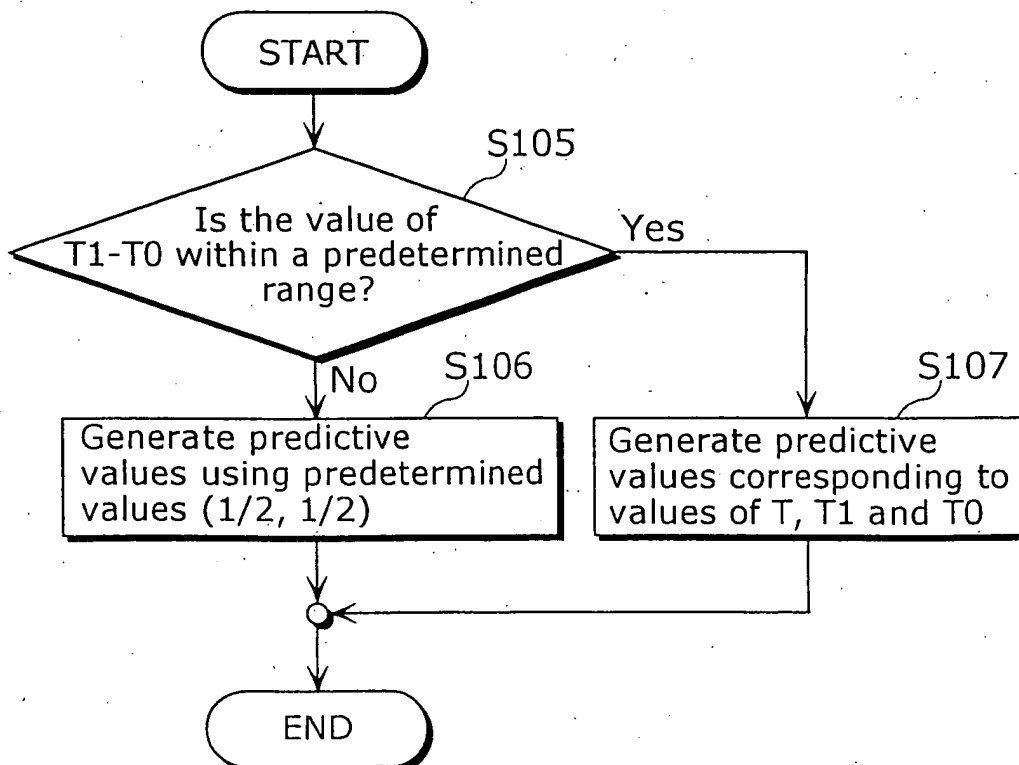 START
S105
Is the value of
T1-T0 within a predetermined
range?
Yes
No
S106
S107
Generate predictive
values using predetermined
values (1/2, 1/2)
Generate predictive
values corresponding to
values of T, T1 and T0
END